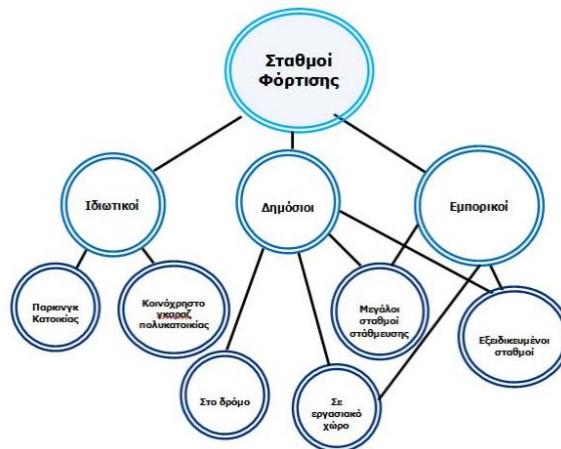 Σταθμοί
Φόρτισης
Ιδιωτικοί
Δημόσιοι
Εμπορικοί
Παρκινγκ
Κατοικίας
Κοινόχρηστο
γκαραζ
πολυκατοικίας
Μεγάλοι
σταθμοί
στάθμευσης
Εξειδικευμένοι
σταθμοί
Στο δρόμο
Σε
εργασιακό
χώρο